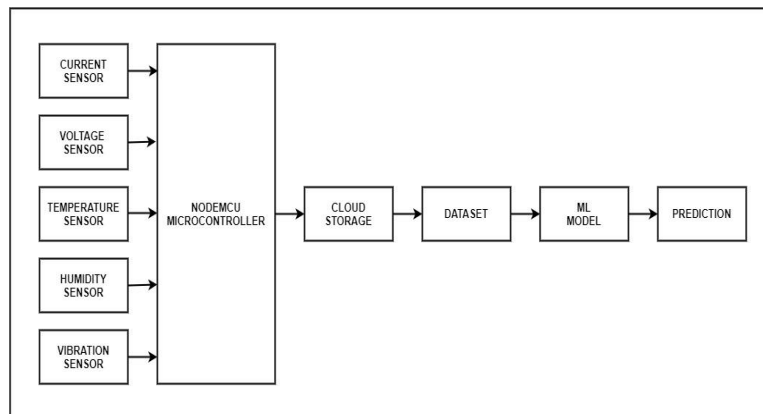 CURRENT
SENSOR
VOLTAGE
SENSOR
TEMPERATURE
SENSOR
HUMIDITY
SENSOR
VIBRATION
SENSOR
NODEMCU
MICROCONTROLLER
CLOUD
STORAGE
DATASET
ML
MODEL
PREDICTION